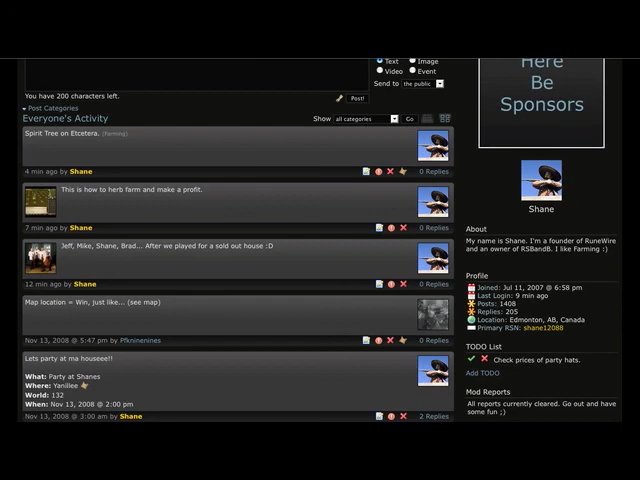 Text
Image
Video
Event
You have 200 characters left.
Send to
the public
Post!
Post Categories
Everyone's Activity
Show
all categories
Go
Spirit Tree on Etcetera. (Farming)
4 min ago by Shane
0 Replies
This is how to herb farm and make a profit.
7 min ago by Shane
0 Replies
Jeff, Mike, Shane, Brad... After we played for a sold out house :D
12 min ago by Shane
0 Replies
Map location = Win, just like... (see map)
Nov 13, 2008 @ 5:47 pm by Pfkninenines
0 Replies
Lets party at ma houseee!!
What: Party at Shanes
Where: Yanillee
World: 132
When: Nov 13, 2008 @ 2:00 pm
Nov 13, 2008 @ 3:00 am by Shane
2 Replies
Here
Be
Sponsors
Shane
About
My name is Shane. I'm a founder of RuneWire
and an owner of RSBandB. I like Farming :)
Profile
Joined: Jul 11, 2007 @ 6:58 pm
Last Login: 9 min ago
Posts: 1408
Replies: 205
Location: Edmonton, AB, Canada
Primary RSN: shane12088
TODO List
Check prices of party hats.
Add TODO
Mod Reports
All reports currently cleared. Go out and have
some fun ;)